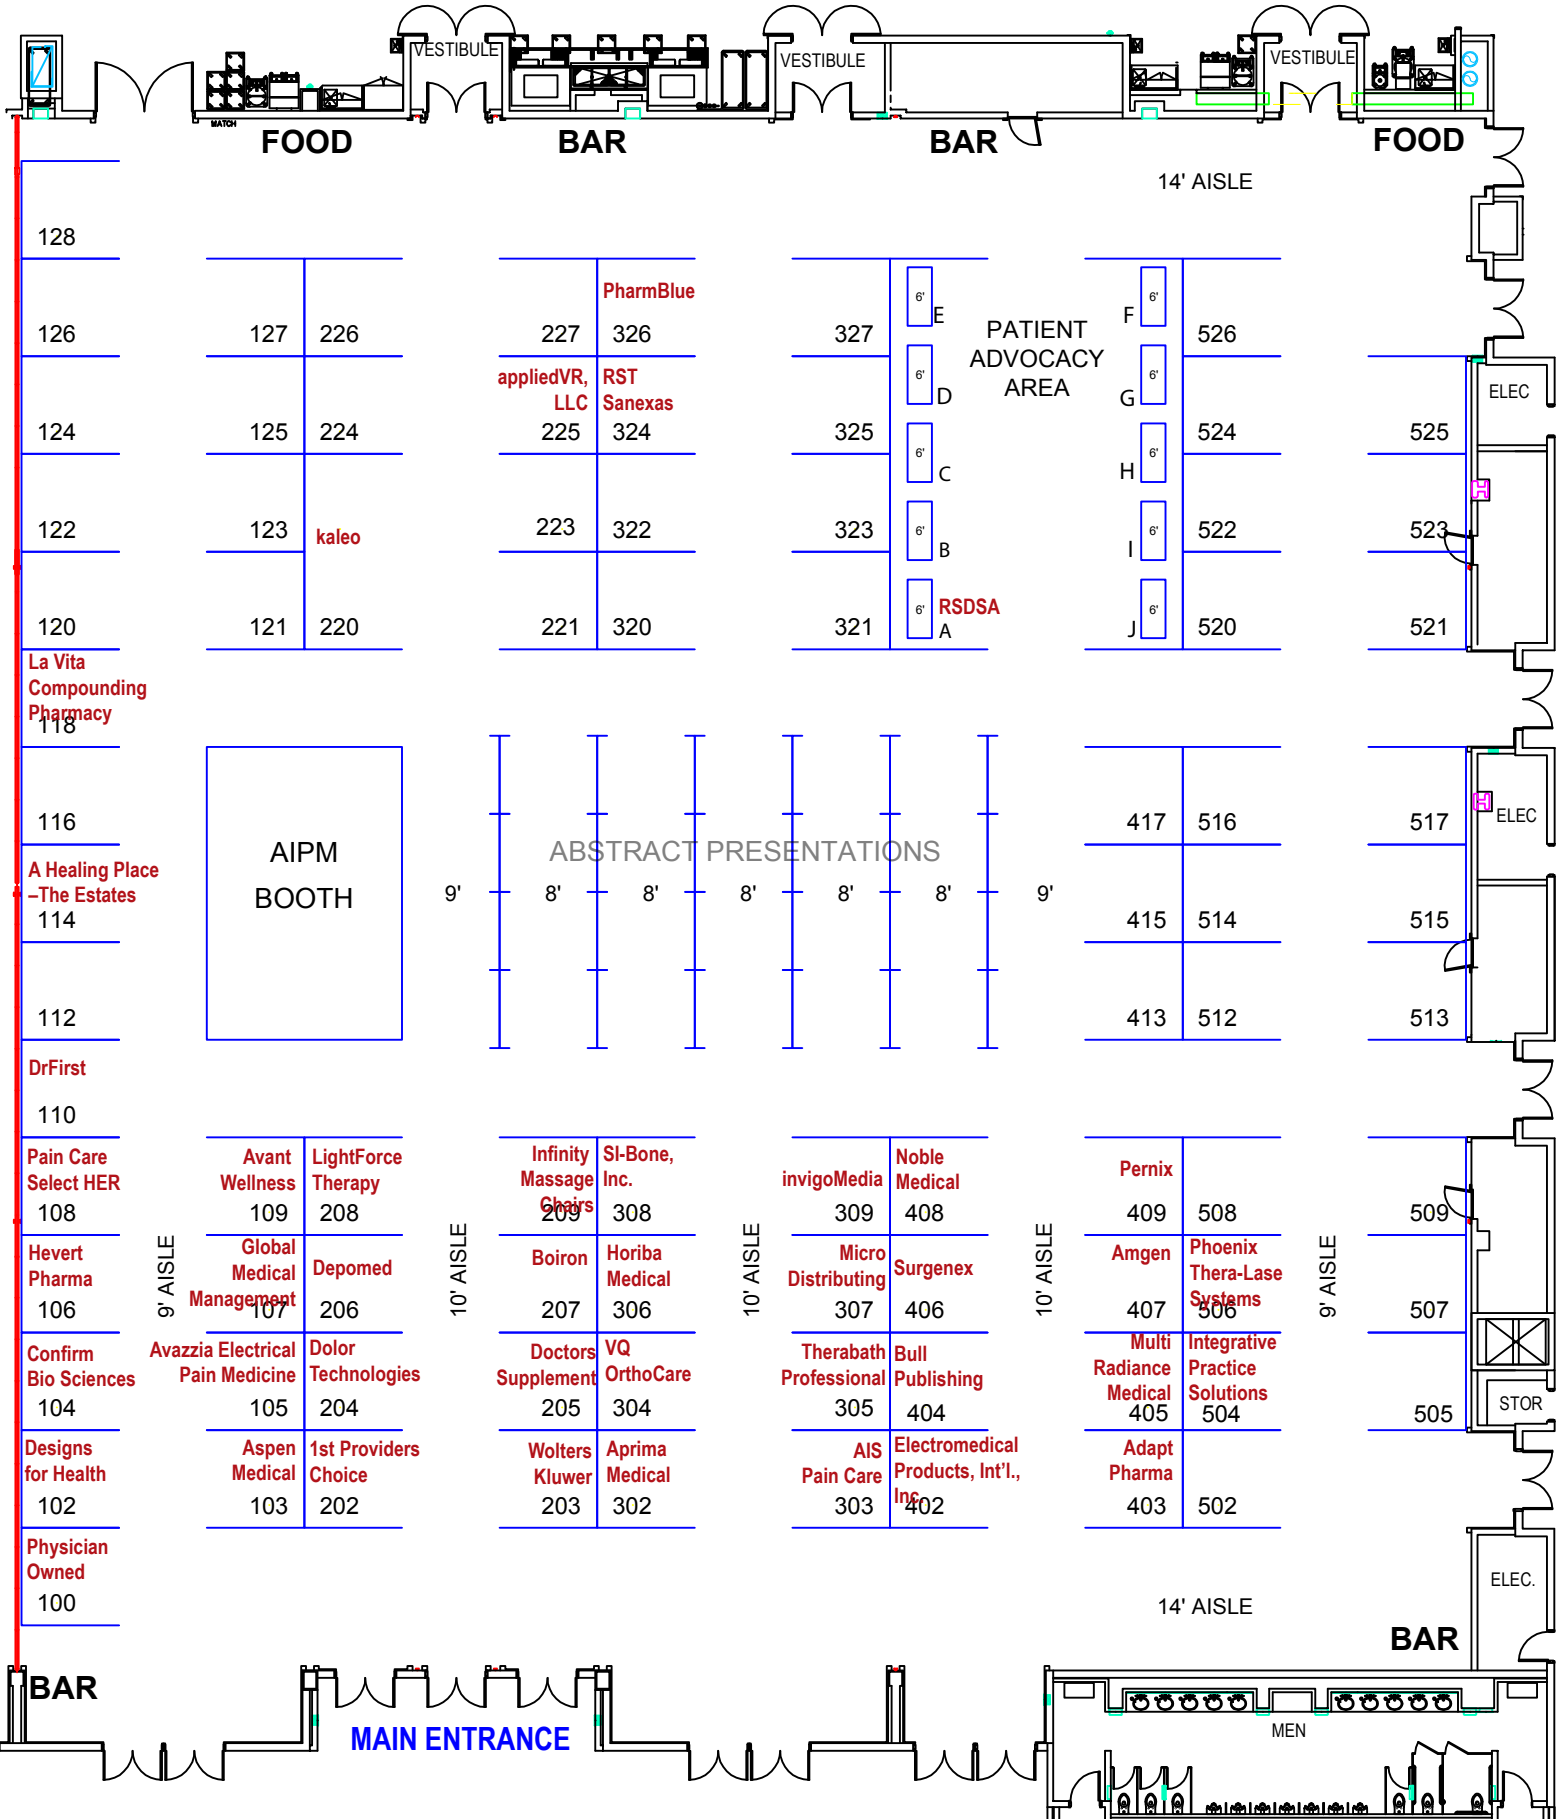 VESTIBULE
VESTIBULE
VESTIBULE
MATCH
FOOD
BAR
BAR
FOOD
14' AISLE
128
126
127
226
227
PharmBlue
326
327
6'
E
PATIENT
ADVOCACY
AREA
6'
F
526
124
125
224
appliedVR,
LLC
225
RST
Sanexas
324
325
6'
D
6'
G
524
525
ELEC
122
123
kaleo
223
322
323
6'
C
6'
B
6'
H
6'
I
522
523
120
121
220
221
320
321
6'
RSDSA
A
6'
J
520
521
La Vita
Compounding
Pharmacy
118
116
AIPM
BOOTH
ABSTRACT PRESENTATIONS
9'
8'
8'
8'
8'
8'
9'
417
516
517
ELEC
A Healing Place
–The Estates
114
415
514
515
112
413
512
513
DrFirst
110
Pain Care
Select HER
108
Avant
Wellness
109
LightForce
Therapy
208
Infinity
Massage
Chairs
209
SI-Bone,
Inc.
308
invigoMedia
309
Noble
Medical
408
Pernix
409
508
509
9' AISLE
10' AISLE
10' AISLE
10' AISLE
9' AISLE
Hevert
Pharma
106
Global
Medical
Management
107
Depomed
206
Boiron
207
Horiba
Medical
306
Micro
Distributing
307
Surgenex
406
Amgen
407
Phoenix
Thera-Lase
Systems
506
507
Confirm
Bio Sciences
104
Avazzia Electrical
Pain Medicine
105
Dolor
Technologies
204
Doctors
Supplement
205
VQ
OrthoCare
304
Therabath
Professional
305
Bull
Publishing
404
Multi
Radiance
Medical
405
Integrative
Practice
Solutions
504
505
STOR
Designs
for Health
102
Aspen
Medical
103
1st Providers
Choice
202
Wolters
Kluwer
203
Aprima
Medical
302
AIS
Pain Care
303
Electromedical
Products, Int'l.,
Inc.
402
Adapt
Pharma
403
502
Physician
Owned
100
14' AISLE
ELEC.
BAR
BAR
MAIN ENTRANCE
MEN